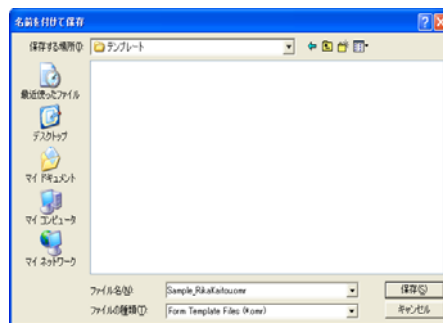 名前を付けて保存
保存する場所(I): テンプレート
最近使ったファイル
デスクトップ
マイ ドキュメント
マイ コンピュータ
マイ ネットワーク
ファイル名(N): Sample_RikaKaitou.omr 保存(S)
ファイルの種類(T): Form Template Files (*.omr) キャンセル